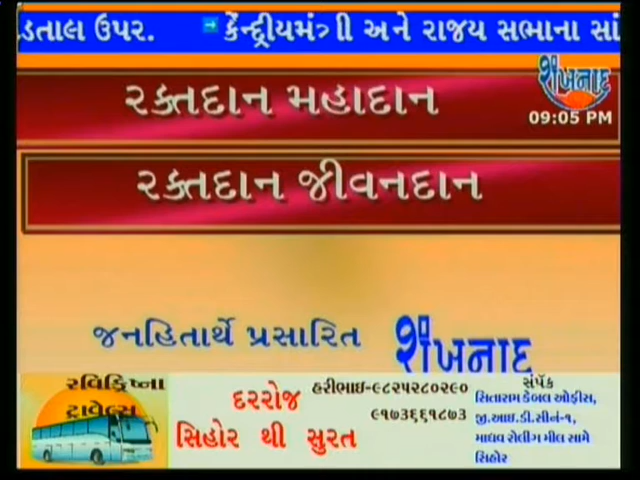 ડતાલ ઉપર. → કેન્દ્રીયમંત્રી અને રાજય સભાના સાં
શંખનાદ
09:05 PM
રક્તદાન મહાદાન
રક્તદાન જીવનદાન
જનહિતાર્થે પ્રસારિત શંખનાદ
રવિક્રિષ્ના
ટ્રાવેલ્સ
દરરોજ
સિહોર થી સુરત
હરીભાઇ-૯૮૨૫૨૮૦૨૯૦
૯૧૭૩૬૬૧૮૭૩
સંપર્ક
સિતારામ કેબલ ઓફીસ,
જી.આઇ.ડી.સીનં-૧,
માધવ રોલીંગ મીલ સામે
સિહોર